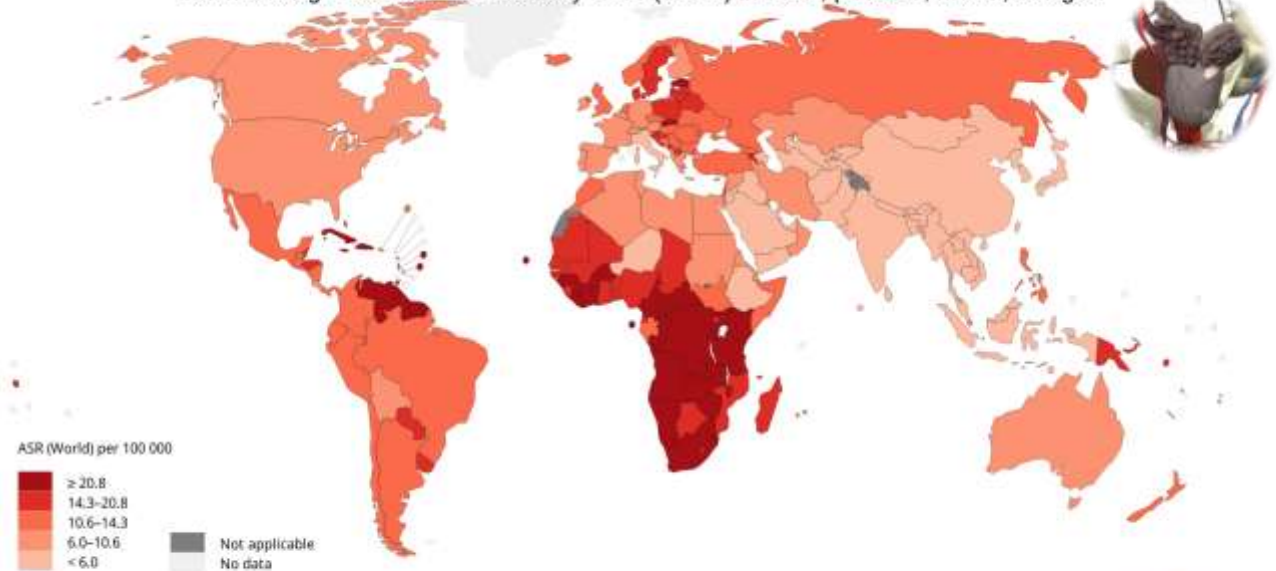 ASR (World) per 100 000
≥ 20.8
14.3–20.8
10.6–14.3
6.0–10.6
< 6.0
Not applicable
No data